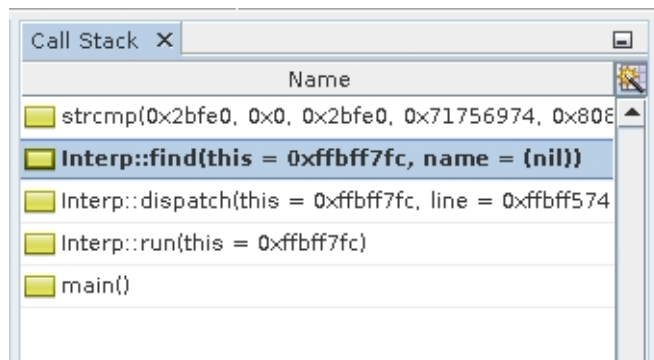 Call Stack
Name
strcmp(0x2bfe0, 0x0, 0x2bfe0, 0x71756974, 0x808
Interp::find(this = 0xffbff7fc, name = (nil))
Interp::dispatch(this = 0xffbff7fc, line = 0xffbff574
Interp::run(this = 0xffbff7fc)
main()